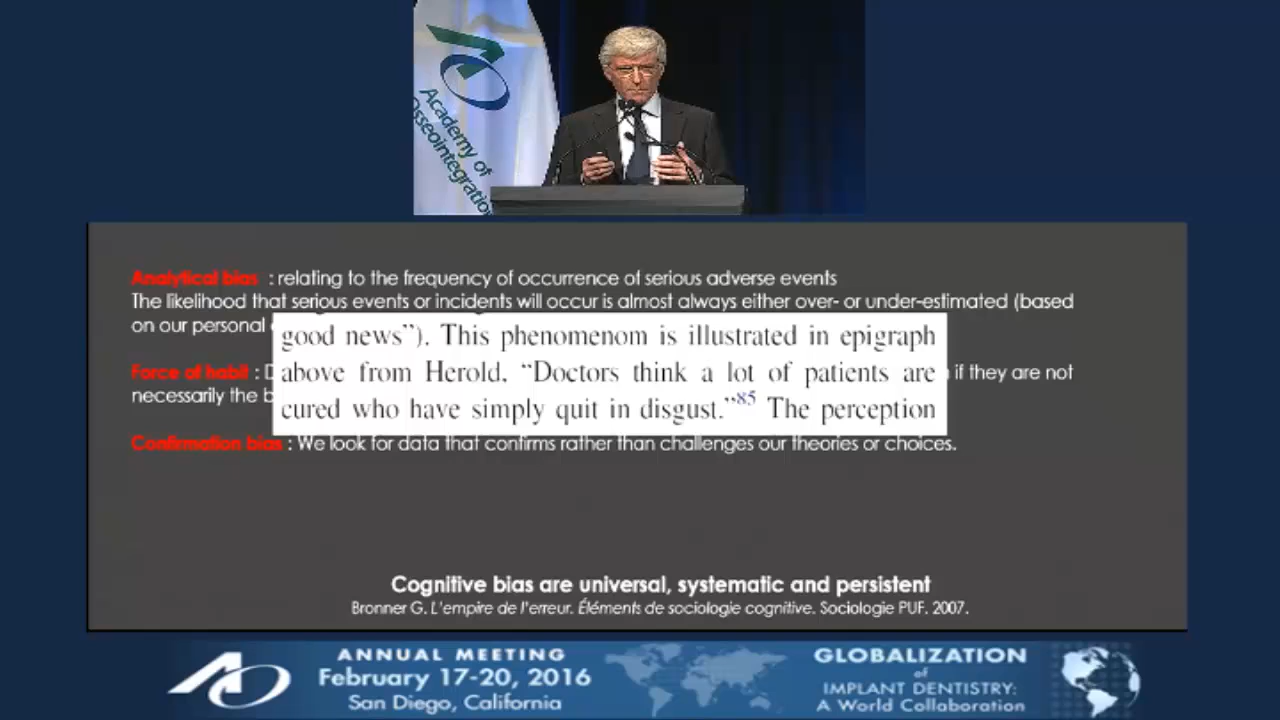 Academy of
Osseointegration
Analytical bias : relating to the frequency of occurrence of serious adverse events
The likelihood that serious events or incidents will occur is almost always either over- or under-estimated (based
on our personal
good news”). This phenomenom is illustrated in epigraph
above from Herold, “Doctors think a lot of patients are
cured who have simply quit in disgust.”85 The perception
Force of habit : if they are not
necessarily the b
Confirmation bias : We look for data that confirms rather than challenges our theories or choices.
Cognitive bias are universal, systematic and persistent
Bronner G. L'empire de l'erreur. Éléments de sociologie cognitive. Sociologie PUF. 2007.
AO
ANNUAL MEETING
February 17-20, 2016
San Diego, California
GLOBALIZATION
of
IMPLANT DENTISTRY:
A World Collaboration